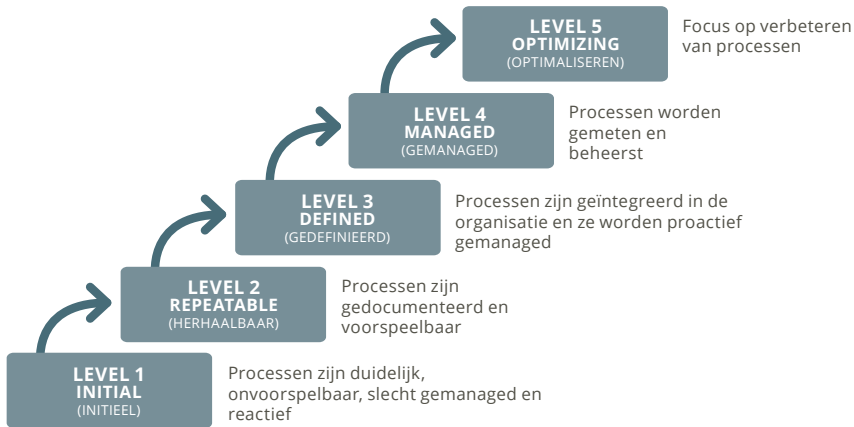 LEVEL 5
OPTIMIZING
(OPTIMALISEREN)
Focus op verbeteren
van processen
LEVEL 4
MANAGED
(GEMANAGED)
Processen worden
gemeten en
beheerst
LEVEL 3
DEFINED
(GEDEFINIEERD)
Processen zijn geïntegreerd in de
organisatie en ze worden proactief
gemanaged
LEVEL 2
REPEATABLE
(HERHAALBAAR)
Processen zijn
gedocumenteerd en
voorspeelbaar
LEVEL 1
INITIAL
(INITIEEL)
Processen zijn duidelijk,
onvoorspelbaar, slecht gemanaged en
reactief